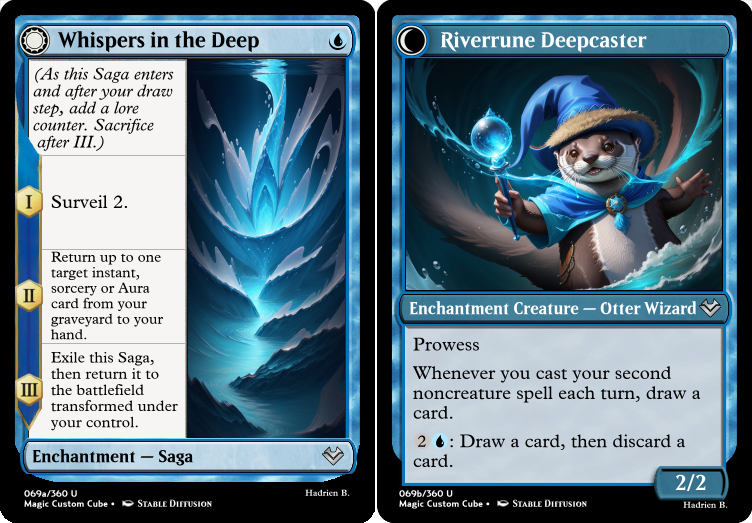 Whispers in the Deep
(As this Saga enters
and after your draw
step, add a lore
counter. Sacrifice
after III.)
I
Surveil 2.
II
Return up to one
target instant,
sorcery or Aura
card from your
graveyard to your
hand.
III
Exile this Saga,
then return it to
the battlefield
transformed under
your control.
Enchantment — Saga
069a/360 U
Magic Custom Cube • Stable Diffusion
Hadrien B.
Riverrune Deepcaster
Enchantment Creature — Otter Wizard
Prowess
Whenever you cast your second
noncreature spell each turn, draw a
card.
2 : Draw a card, then discard a
card.
2/2
069b/360 U
Magic Custom Cube • Stable Diffusion
Hadrien B.